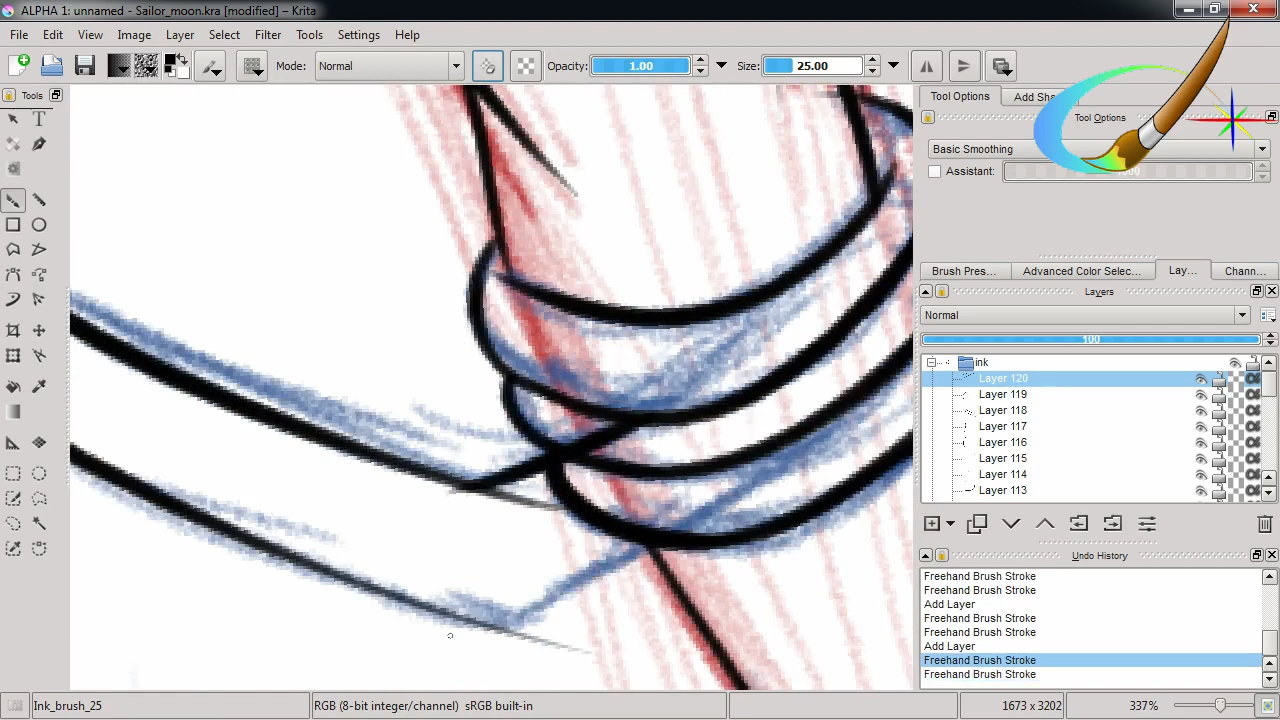 ALPHA 1: unnamed - Sailor_moon.kra [modified] – Krita
File Edit View Image Layer Select Filter Tools Settings Help
Mode: Normal Opacity: 1.00 Size: 25.00
Tools
Tool Options Add Sha
Tool Options
Basic Smoothing
Assistant:
Brush Pres... Advanced Color Selec... Lay... Chann...
Layers
Normal
100
ink
Layer 120
Layer 119
Layer 118
Layer 117
Layer 116
Layer 115
Layer 114
Layer 113
Undo History
Freehand Brush Stroke
Freehand Brush Stroke
Add Layer
Freehand Brush Stroke
Freehand Brush Stroke
Add Layer
Freehand Brush Stroke
Freehand Brush Stroke
Ink_brush_25 RGB (8-bit integer/channel) sRGB built-in 1673 x 3202 337%